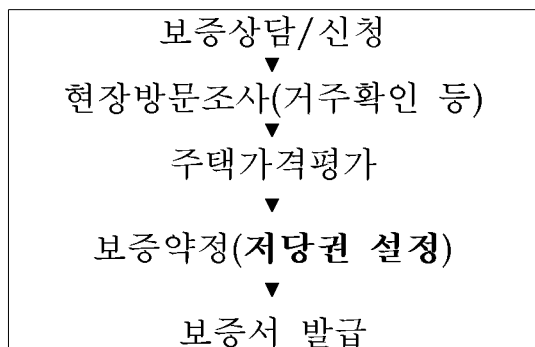 보증상담/신청
▼
현장방문조사(거주확인 등)
▼
주택가격평가
▼
보증약정(저당권 설정)
▼
보증서 발급